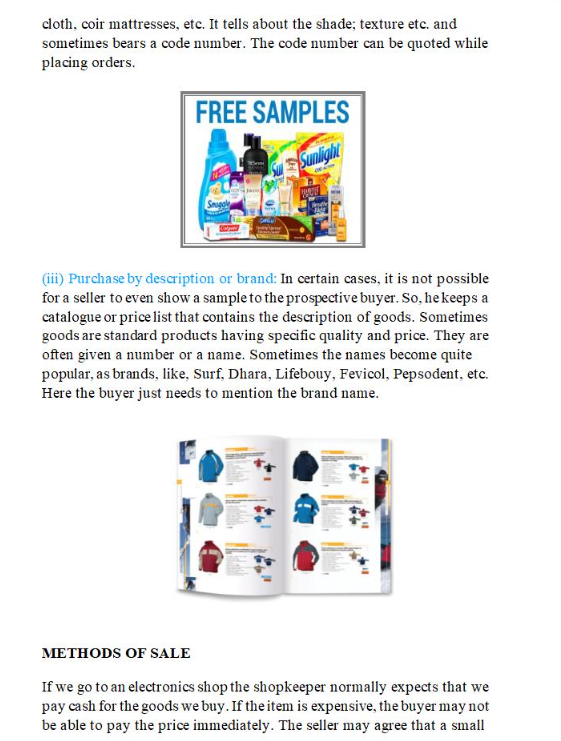 cloth, coir mattresses, etc. It tells about the shade; texture etc. and
sometimes bears a code number. The code number can be quoted while
placing orders.
FREE SAMPLES
Sunlight
Snuggle
Colgate
(iii) Purchase by description or brand: In certain cases, it is not possible
for a seller to even show a sample to the prospective buyer. So, he keeps a
catalogue or price list that contains the description of goods. Sometimes
goods are standard products having specific quality and price. They are
often given a number or a name. Sometimes the names become quite
popular, as brands, like, Surf, Dhara, Lifebouy, Fevicol, Pepsodent, etc.
Here the buyer just needs to mention the brand name.
METHODS OF SALE
If we go to an electronics shop the shopkeeper normally expects that we
pay cash for the goods we buy. If the item is expensive, the buyer may not
be able to pay the price immediately. The seller may agree that a small